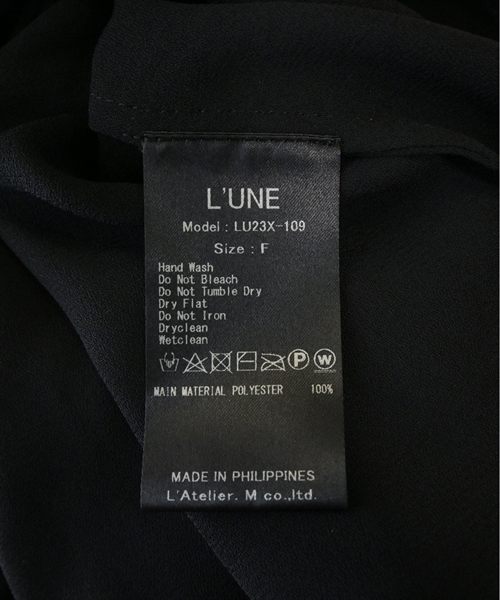 L'UNE
Model : LU23X-109
Size : F
Hand Wash
Do Not Bleach
Do Not Tumble Dry
Dry Flat
Do Not Iron
Dryclean
Wetclean
P W
MAIN MATERIAL POLYESTER 100%
MADE IN PHILIPPINES
L'Atelier. M co.,ltd.